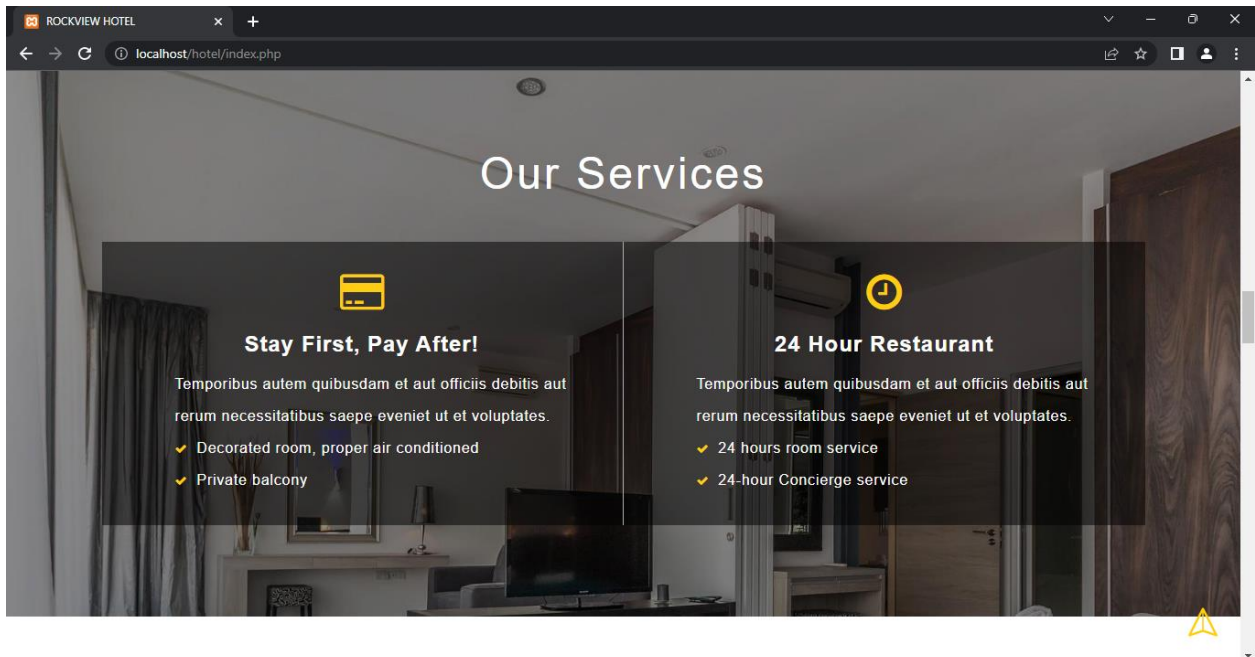 ROCKVIEW HOTEL
localhost/hotel/index.php
Our Services
Stay First, Pay After!
Temporibus autem quibusdam et aut officiis debitis aut
rerum necessitatibus saepe eveniet ut et voluptates.
Decorated room, proper air conditioned
Private balcony
24 Hour Restaurant
Temporibus autem quibusdam et aut officiis debitis aut
rerum necessitatibus saepe eveniet ut et voluptates.
24 hours room service
24-hour Concierge service